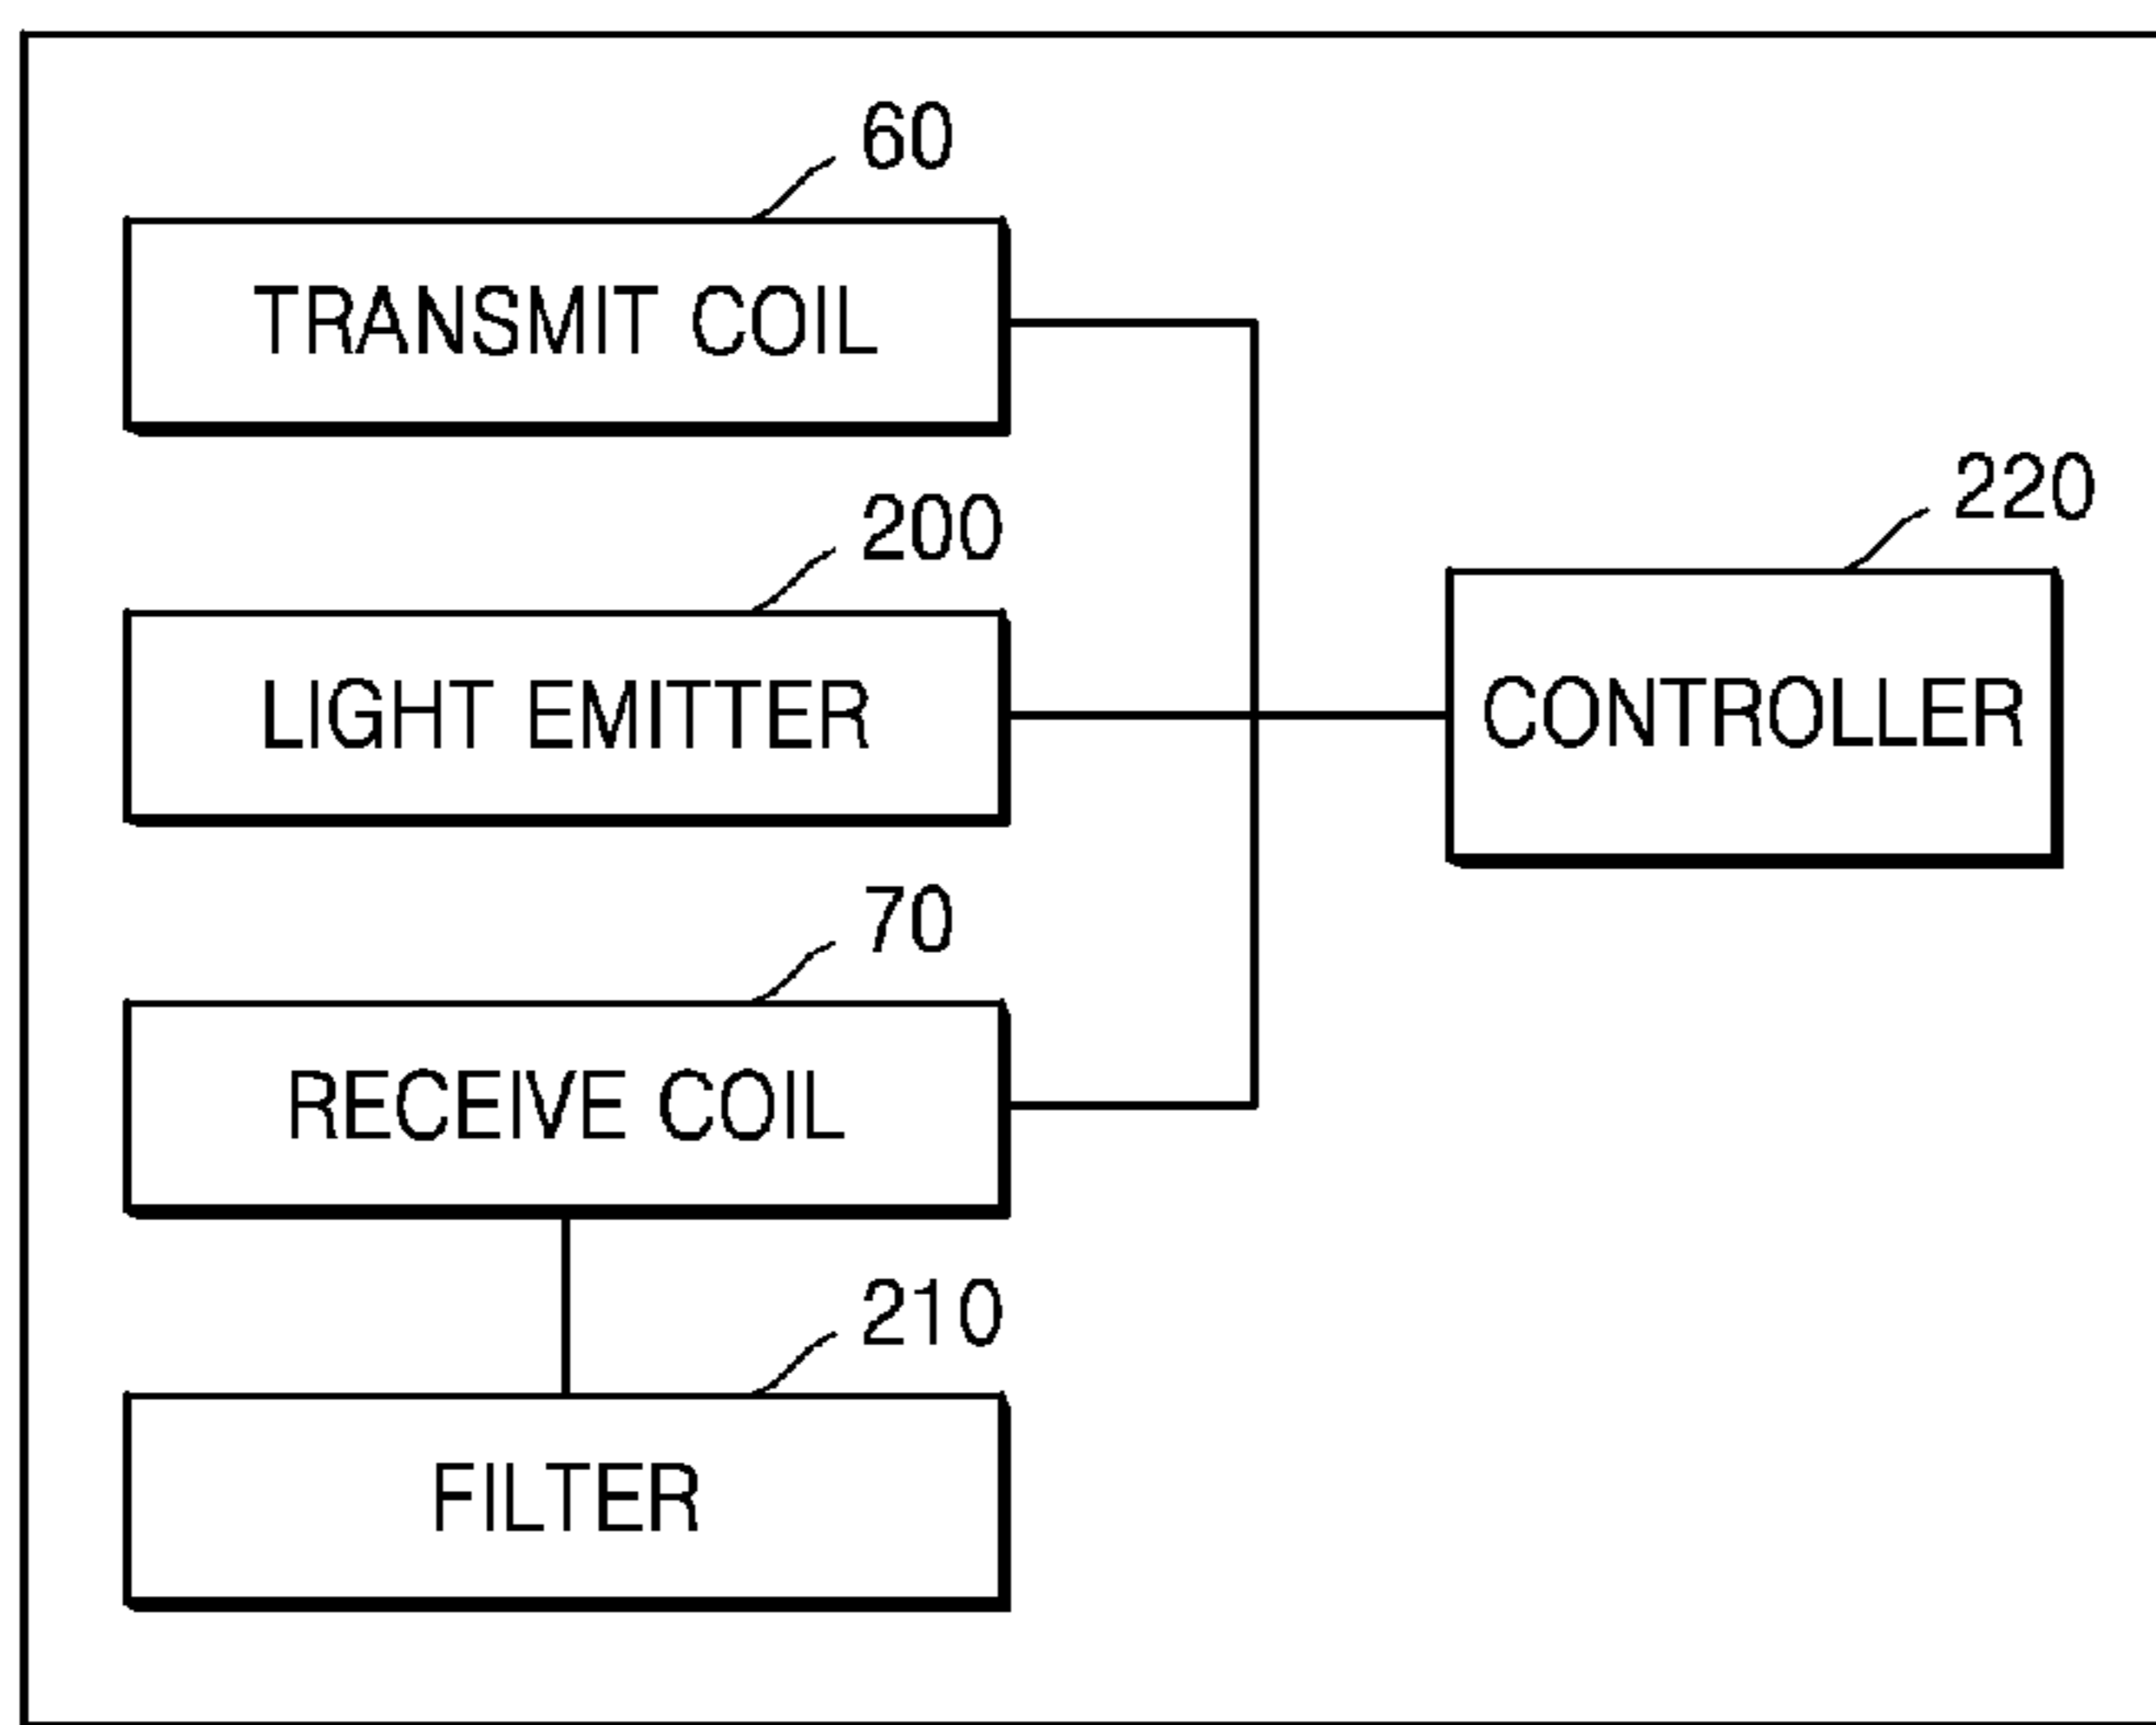 60
TRANSMIT COIL
200
LIGHT EMITTER
220
CONTROLLER
70
RECEIVE COIL
210
FILTER